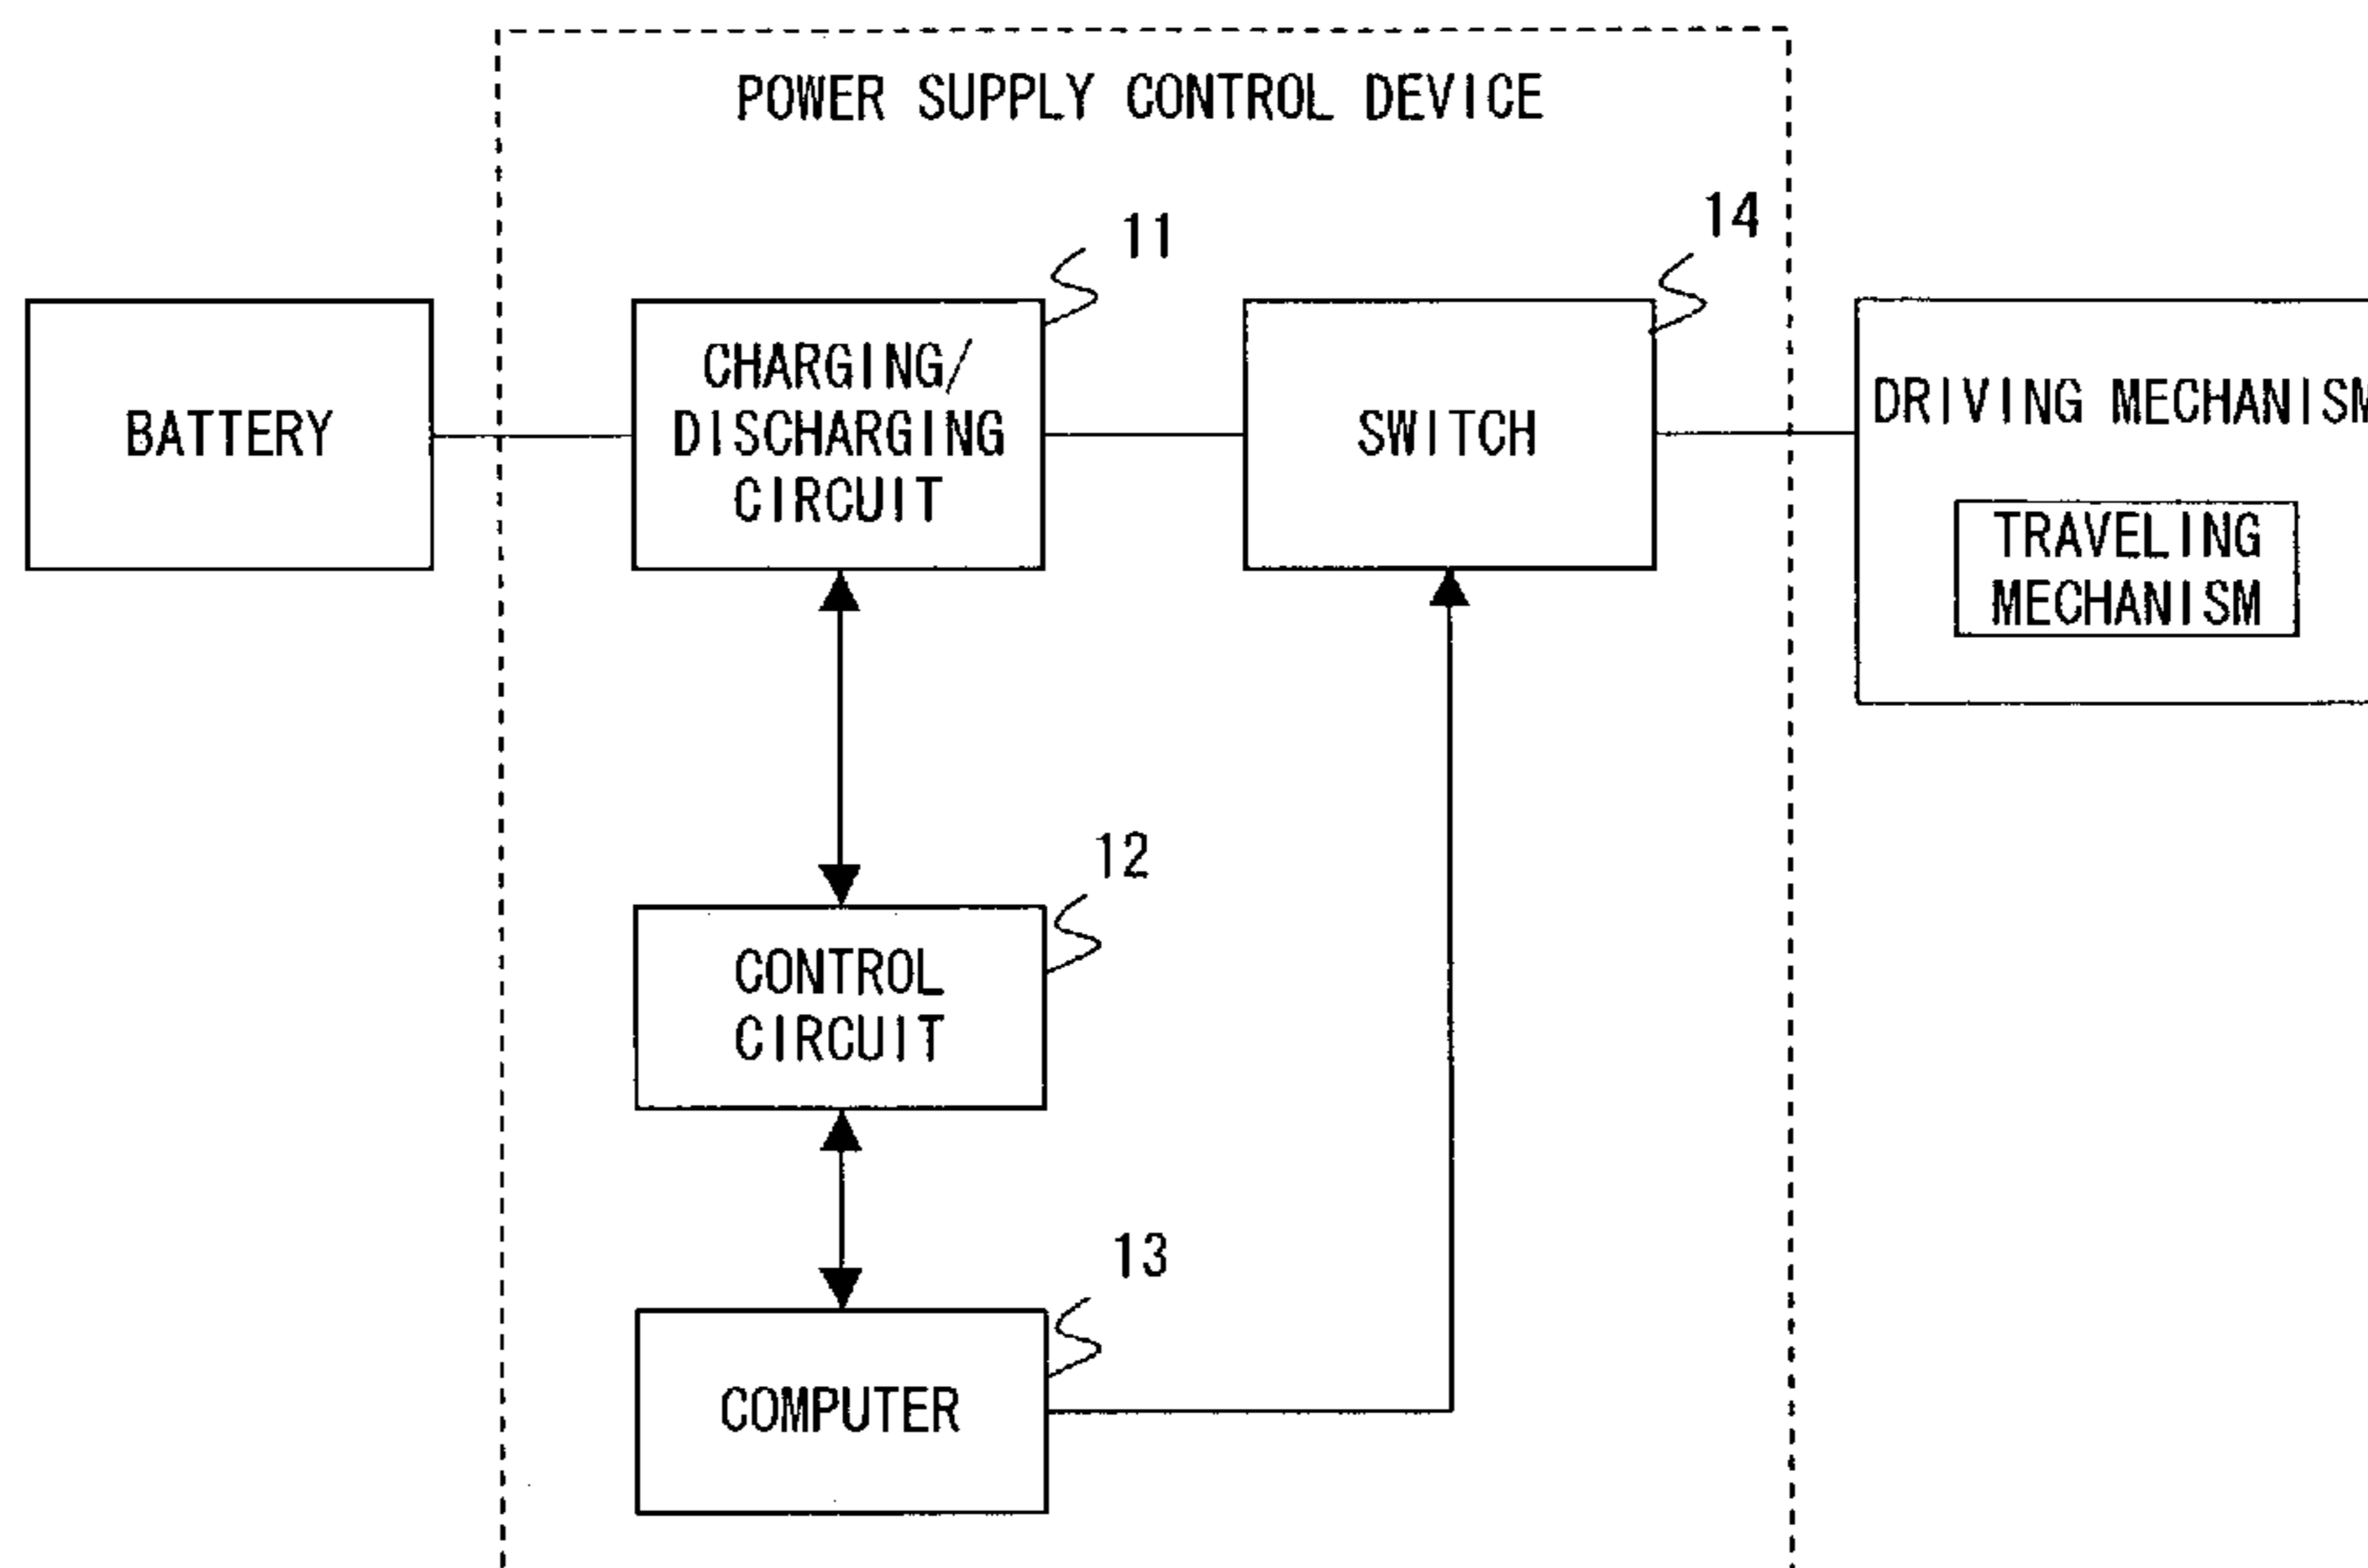 POWER SUPPLY CONTROL DEVICE
11
14
BATTERY
CHARGING/
DISCHARGING
CIRCUIT
SWITCH
DRIVING MECHANISM
TRAVELING
MECHANISM
12
CONTROL
CIRCUIT
13
COMPUTER